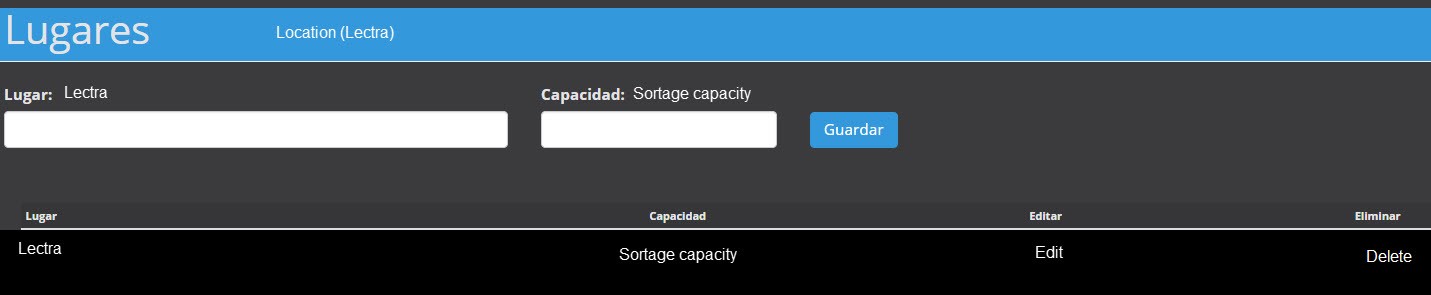 Lugares Location (Lectra)
Lugar: Lectra Capacidad: Sortage capacity
Guardar
Lugar Capacidad Editar Eliminar
Lectra Sortage capacity Edit Delete